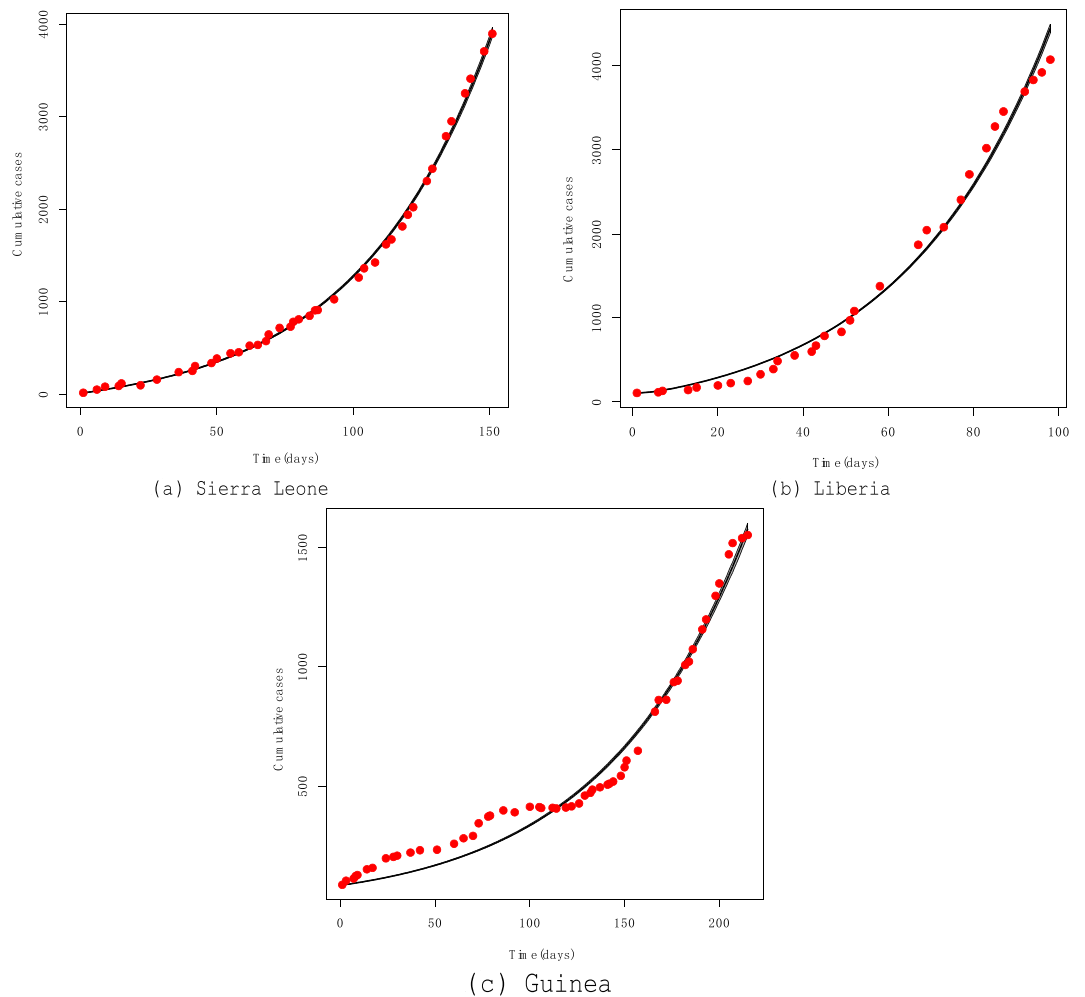 4000
3000
2000
1000
0
Cumulative cases
0 50 100 150
Time(days)
(a) Sierra Leone
4000
3000
2000
1000
0
Cumulative cases
0 20 40 60 80 100
Time(days)
(b) Liberia
1500
1000
500
Cumulative cases
0 50 100 150 200
Time(days)
(c) Guinea